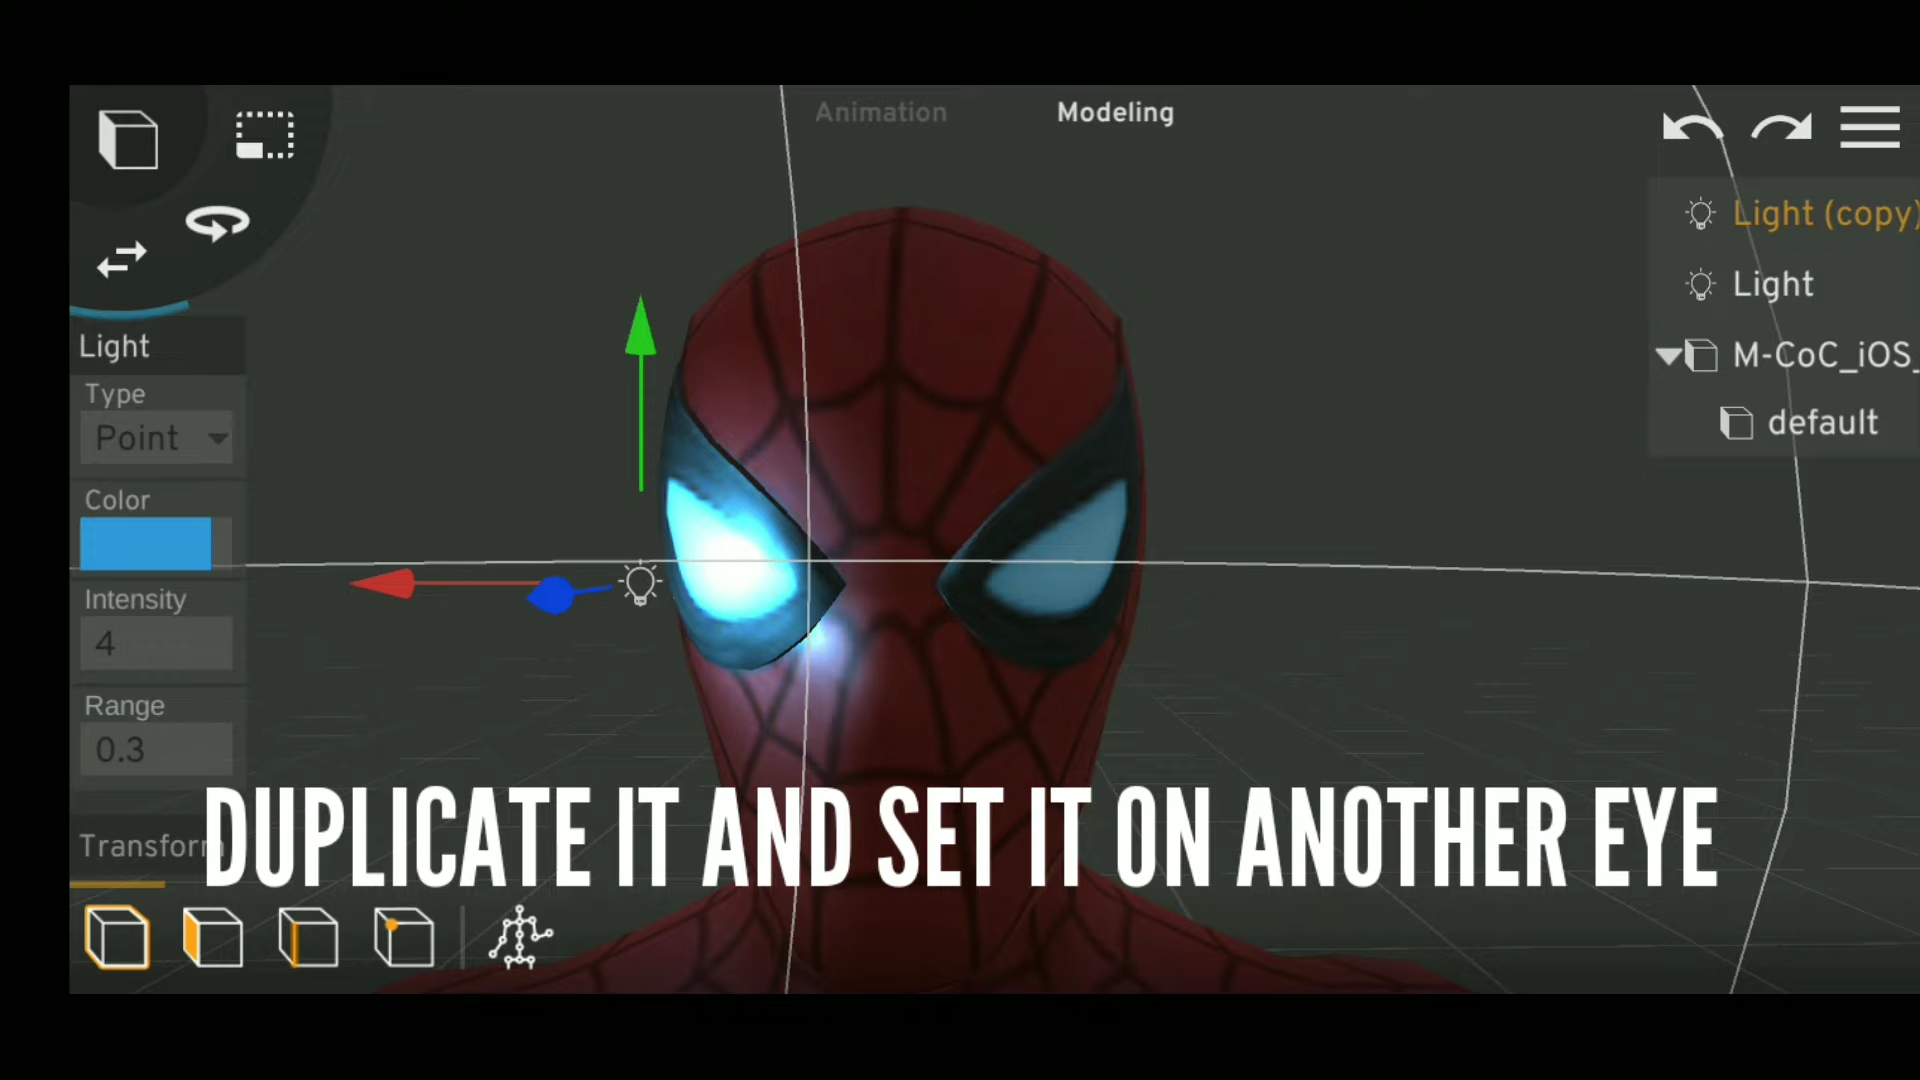 Animation
Modeling
Light (copy)
Light
M-CoC_iOS_
default
Light
Type
Point
Color
Intensity
4
Range
0.3
Transform
DUPLICATE IT AND SET IT ON ANOTHER EYE